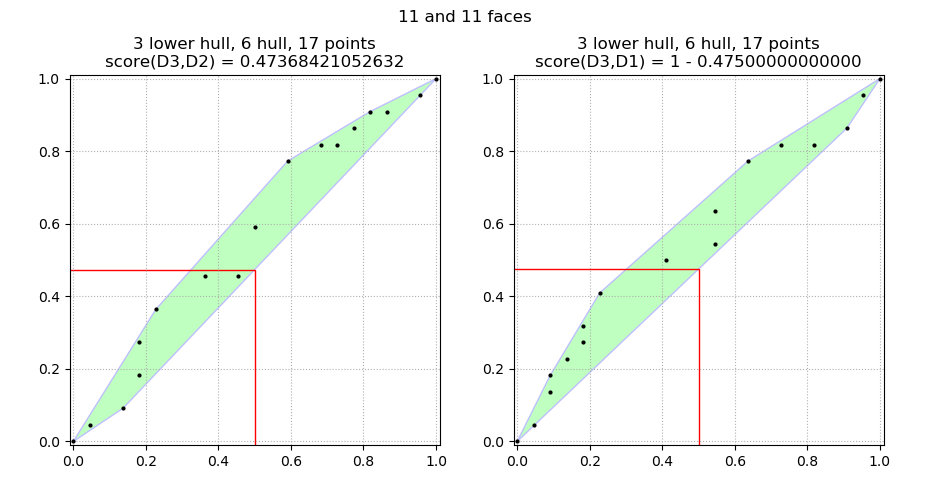 11 and 11 faces
3 lower hull, 6 hull, 17 points
score(D3,D2) = 0.47368421052632
3 lower hull, 6 hull, 17 points
score(D3,D1) = 1 - 0.47500000000000
1.0
0.8
0.6
0.4
0.2
0.0
0.0 0.2 0.4 0.6 0.8 1.0
1.0
0.8
0.6
0.4
0.2
0.0
0.0 0.2 0.4 0.6 0.8 1.0